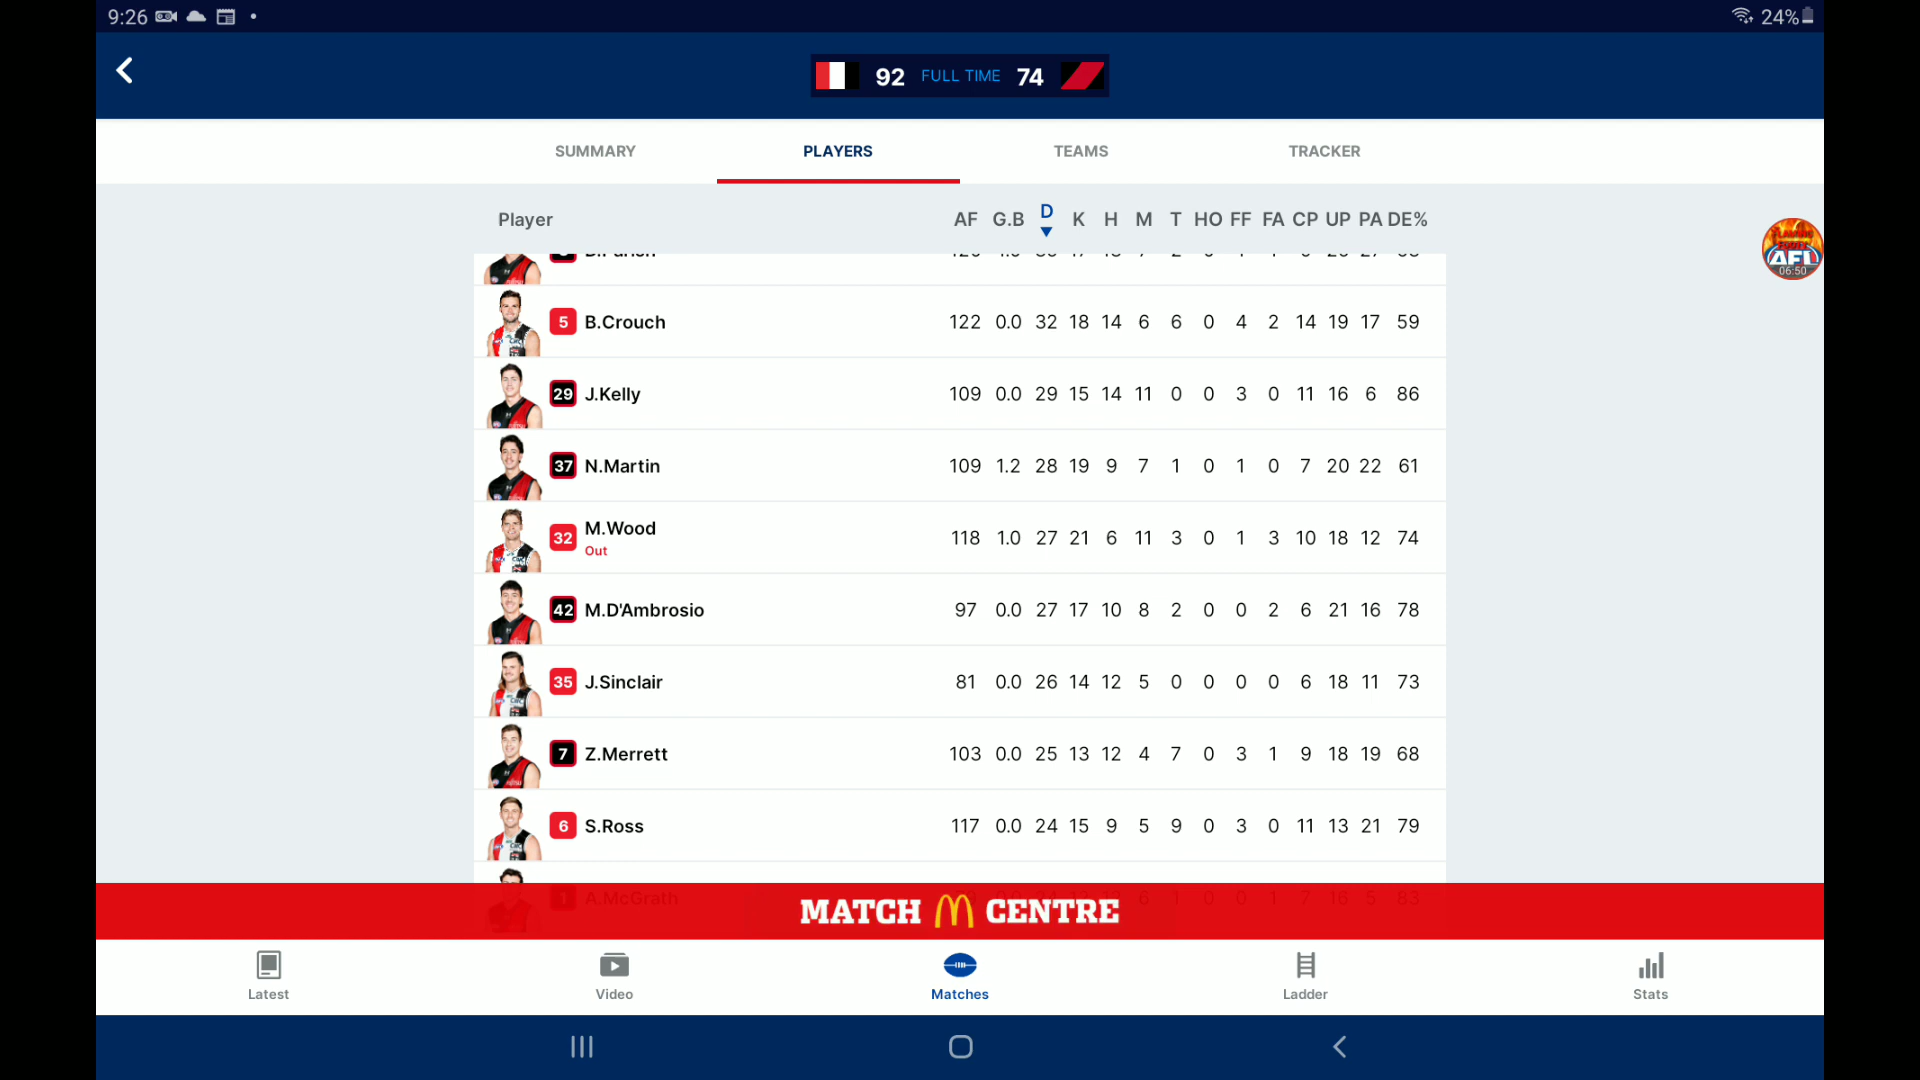 9:26 24%
92 FULL TIME 74
SUMMARY PLAYERS TEAMS TRACKER
Player AF G.B D K H M T HO FF FA CP UP PA DE%
5 B.Crouch 122 0.0 32 18 14 6 6 0 4 2 14 19 17 59
29 J.Kelly 109 0.0 29 15 14 11 0 0 3 0 11 16 6 86
37 N.Martin 109 1.2 28 19 9 7 1 0 1 0 7 20 22 61
32 M.Wood 118 1.0 27 21 6 11 3 0 1 3 10 18 12 74
Out
42 M.D'Ambrosio 97 0.0 27 17 10 8 2 0 0 2 6 21 16 78
35 J.Sinclair 81 0.0 26 14 12 5 0 0 0 0 6 18 11 73
7 Z.Merrett 103 0.0 25 13 12 4 7 0 3 1 9 18 19 68
6 S.Ross 117 0.0 24 15 9 5 9 0 3 0 11 13 21 79
1 A.McGrath
MATCH CENTRE
Latest Video Matches Ladder Stats
AFL
06:50